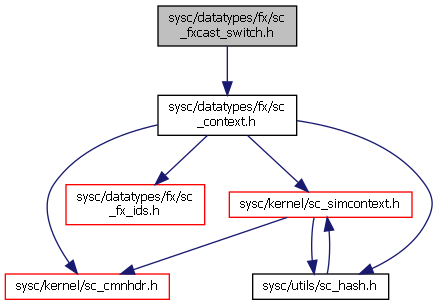 sysc/datatypes/fx/sc
_fxcast_switch.h
sysc/datatypes/fx/sc
_context.h
sysc/datatypes/fx/sc
_fx_ids.h
sysc/kernel/sc_simcontext.h
sysc/kernel/sc_cmnhdr.h
sysc/utils/sc_hash.h